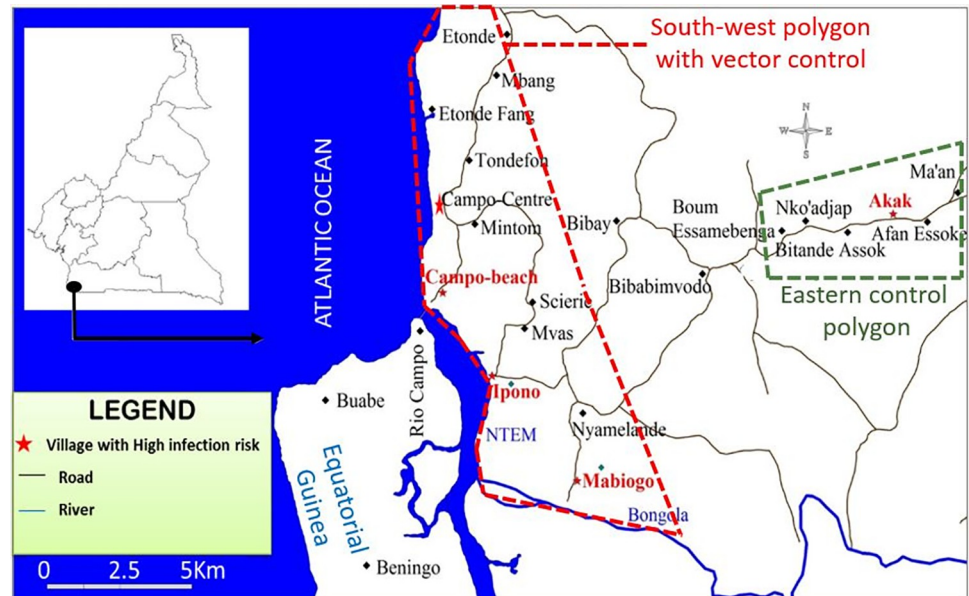 South-west polygon
with vector control
Etonde
Mbang
Etonde Fang
Tondefon
Campo-Centre
Mintom
Bibay
Campo-beach
Scierie
Mvas
Ipono
Nyamelande
Mabiogo
NTEM
Bongola
ATLANTIC OCEAN
N
W
E
S
Ma'an
Akak
Nko'adjap
Boum
Essamebenga
Afan Essoke
Bitande Assok
Bibabimvodo
Eastern control
polygon
Rio Campo
Buabe
Equatorial
Guinea
Beningo
LEGEND
Village with High infection risk
Road
River
0 2.5 5Km